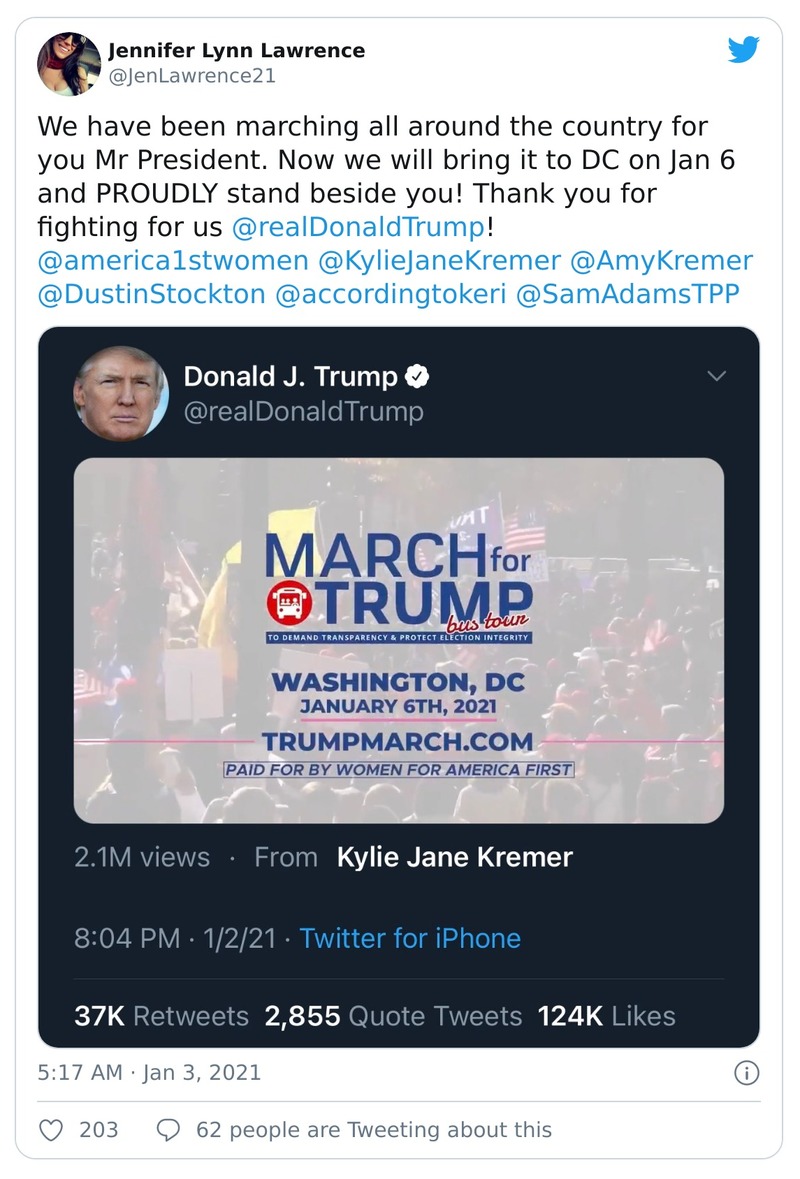 Jennifer Lynn Lawrence
@JenLawrence21
We have been marching all around the country for
you Mr President. Now we will bring it to DC on Jan 6
and PROUDLY stand beside you! Thank you for
fighting for us @realDonaldTrump!
@america1stwomen @KylieJaneKremer @AmyKremer
@DustinStockton @accordingtokeri @SamAdamsTPP
Donald J. Trump
@realDonaldTrump
MARCH for
TRUMP
bus tour
TO DEMAND TRANSPARENCY & PROTECT ELECTION INTEGRITY
WASHINGTON, DC
JANUARY 6TH, 2021
TRUMPMARCH.COM
PAID FOR BY WOMEN FOR AMERICA FIRST
2.1M views · From Kylie Jane Kremer
8:04 PM · 1/2/21 · Twitter for iPhone
37K Retweets 2,855 Quote Tweets 124K Likes
5:17 AM · Jan 3, 2021
203 62 people are Tweeting about this